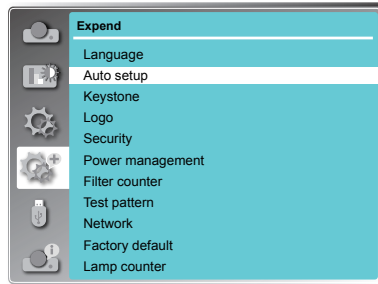 Expend
Language
Auto setup
Keystone
Logo
Security
Power management
Filter counter
Test pattern
Network
Factory default
Lamp counter